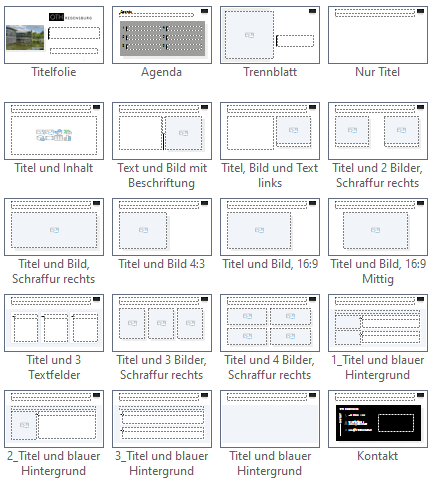 OTH REGENSBURG
Agenda
Titelfolie
Agenda
Trennblatt
Nur Titel
Titel und Inhalt
Text und Bild mit
Beschriftung
Titel, Bild und Text
links
Titel und 2 Bilder,
Schraffur rechts
Titel und Bild,
Schraffur rechts
Titel und Bild 4:3
Titel und Bild, 16:9
Titel und Bild, 16:9
Mittig
Titel und 3
Textfelder
Titel und 3 Bilder,
Schraffur rechts
Titel und 4 Bilder,
Schraffur rechts
1_Titel und blauer
Hintergrund
2_Titel und blauer
Hintergrund
3_Titel und blauer
Hintergrund
Titel und blauer
Hintergrund
Kontakt